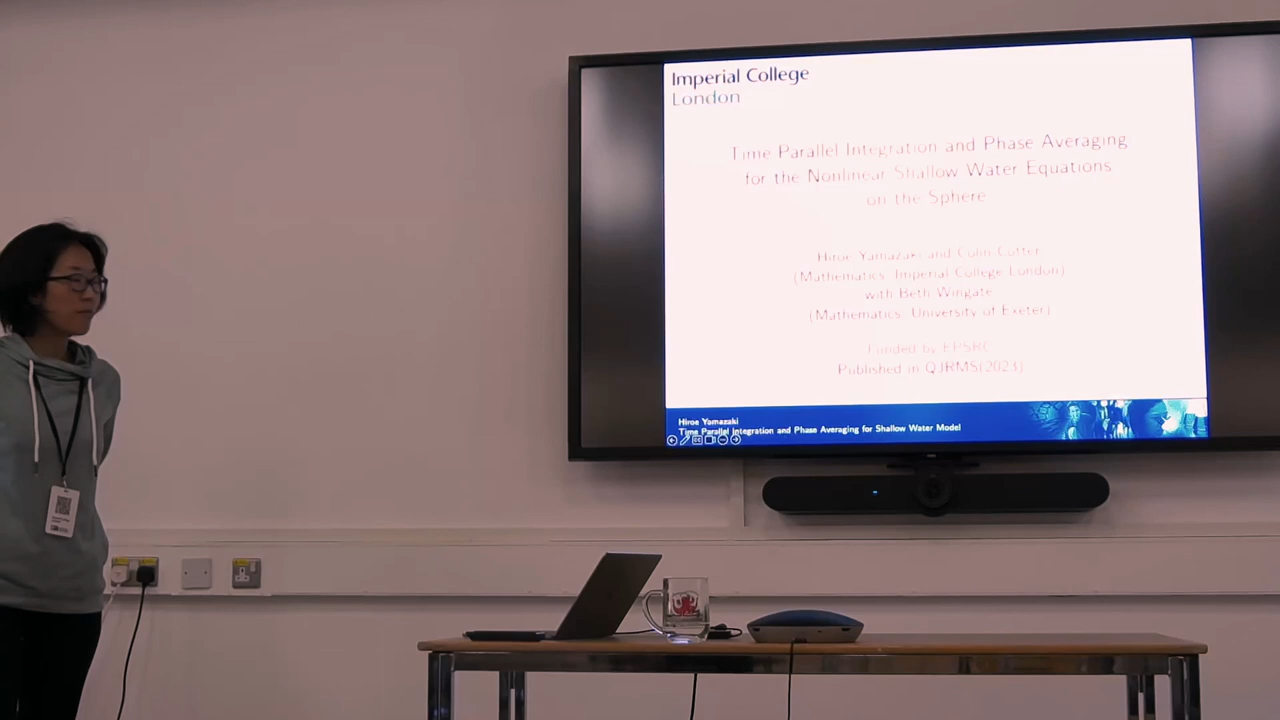 Imperial College
London
Time Parallel Integration and Phase Averaging
for the Nonlinear Shallow Water Equations
on the Sphere
Hiroe Yamazaki and Colin Cotter
(Mathematics, Imperial College London)
with Beth Wingate
(Mathematics, University of Exeter)
Funded by EPSRC
Published in QJRMS(2023)
Hiroe Yamazaki
Time Parallel Integration and Phase Averaging for Shallow Water Model